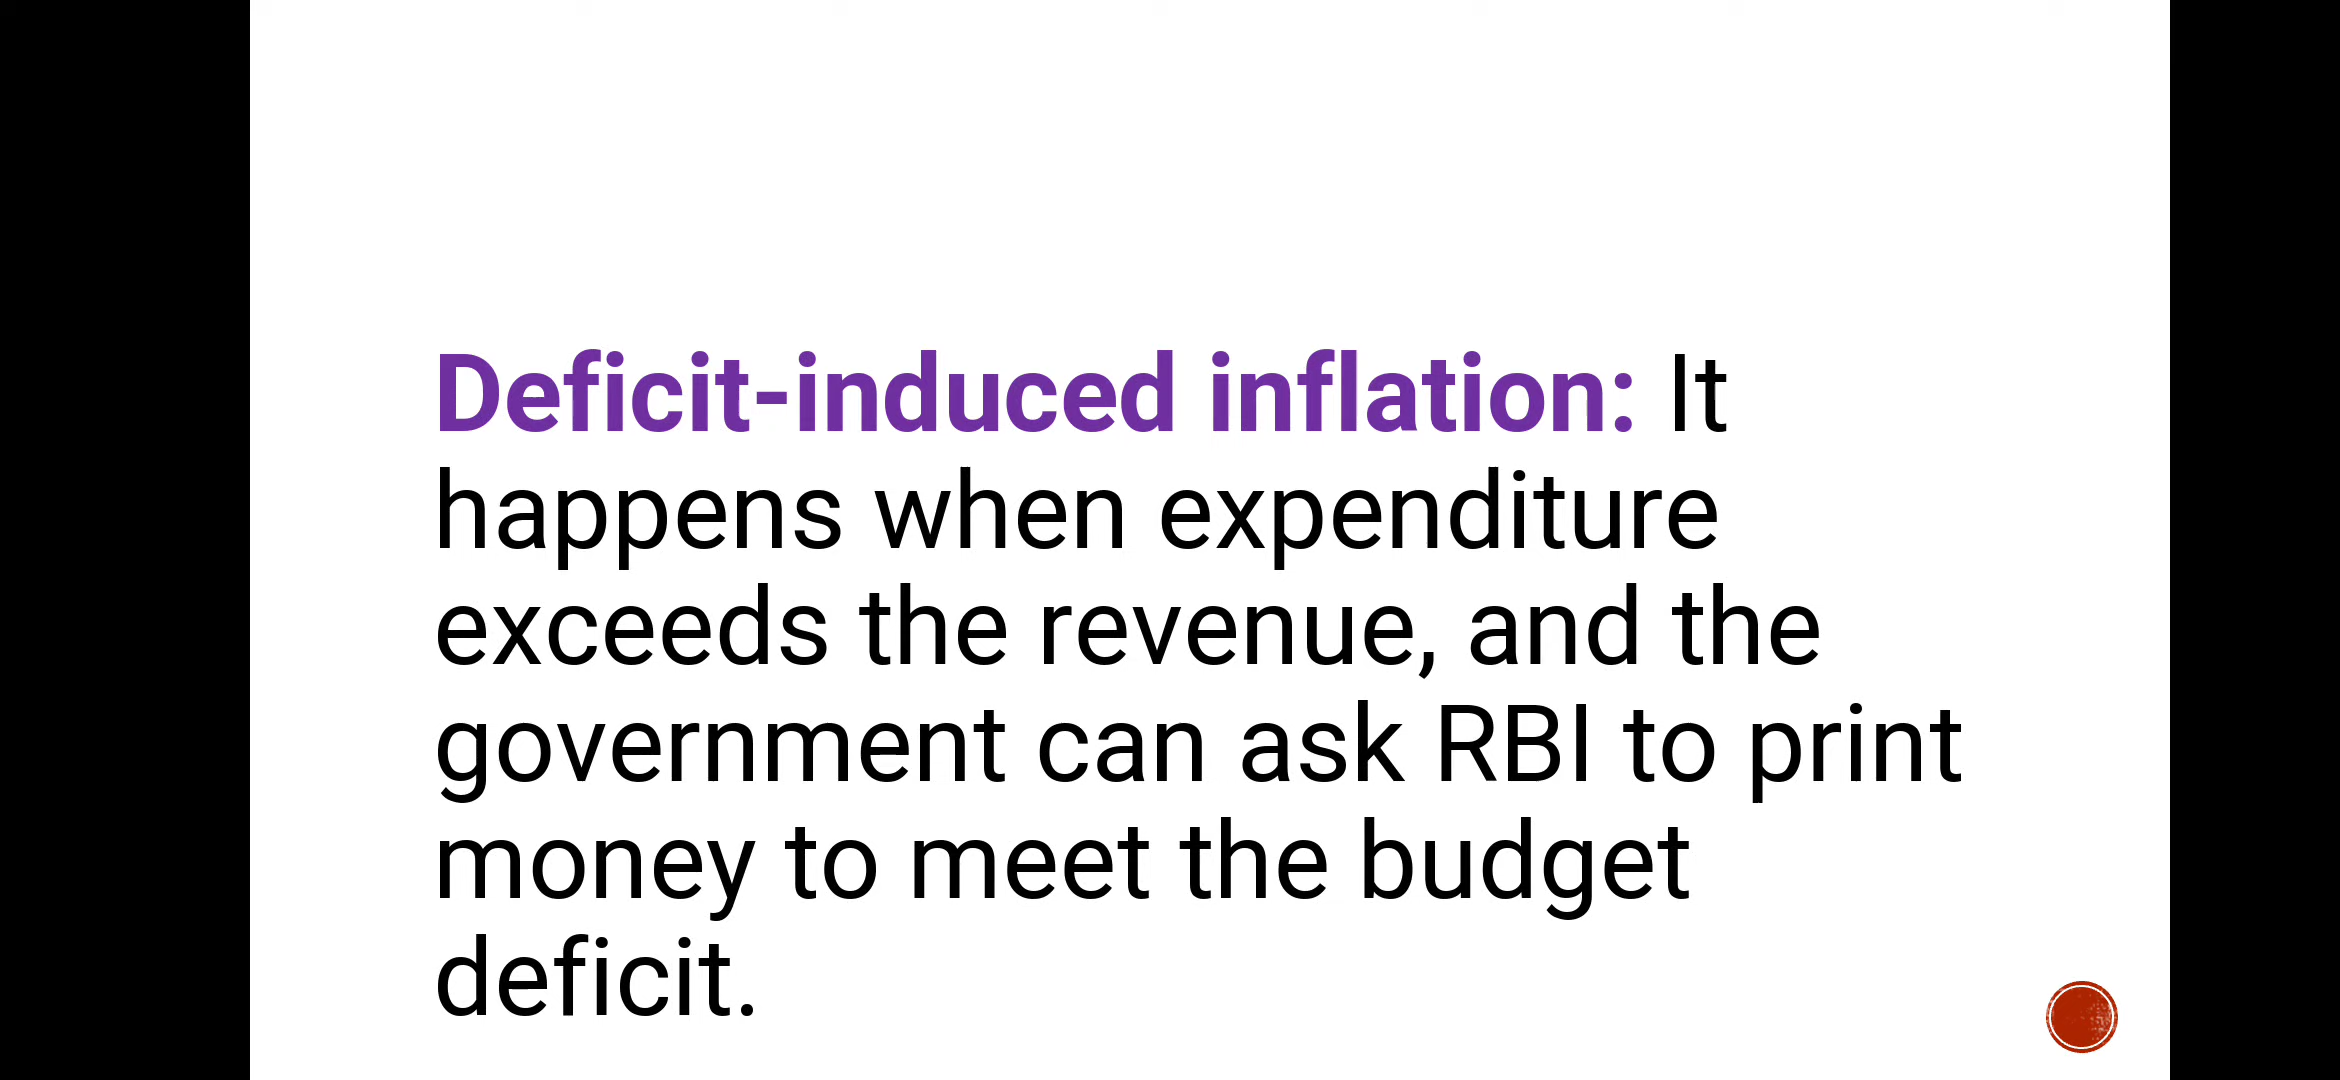 Deficit-induced inflation: It
happens when expenditure
exceeds the revenue, and the
government can ask RBI to print
money to meet the budget
deficit.